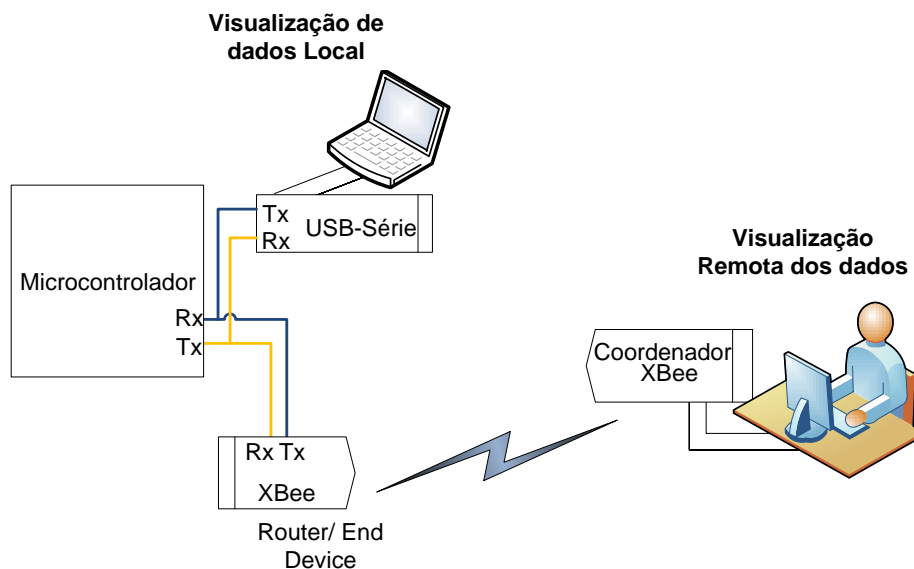 Visualização de
dados Local
Tx
Rx
USB-Série
Microcontrolador
Rx
Tx
Visualização
Remota dos dados
Coordenador
XBee
Rx Tx
XBee
Router/ End
Device